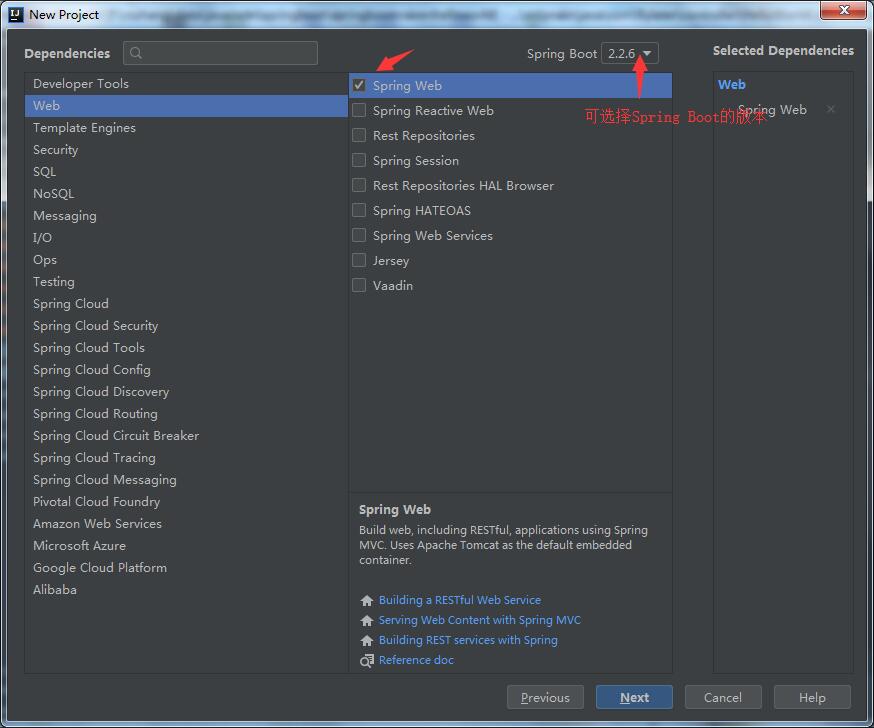 New Project
Dependencies
Spring Boot 2.2.6
Selected Dependencies
Developer Tools
Web
Template Engines
Security
SQL
NoSQL
Messaging
I/O
Ops
Testing
Spring Cloud
Spring Cloud Security
Spring Cloud Tools
Spring Cloud Config
Spring Cloud Discovery
Spring Cloud Routing
Spring Cloud Circuit Breaker
Spring Cloud Tracing
Spring Cloud Messaging
Pivotal Cloud Foundry
Amazon Web Services
Microsoft Azure
Google Cloud Platform
Alibaba
Spring Web
Spring Reactive Web
Rest Repositories
Spring Session
Rest Repositories HAL Browser
Spring HATEOAS
Spring Web Services
Jersey
Vaadin
可选择Spring Boot的版本
Web
Spring Web
Spring Web
Build web, including RESTful, applications using Spring
MVC. Uses Apache Tomcat as the default embedded
container.
Building a RESTful Web Service
Serving Web Content with Spring MVC
Building REST services with Spring
Reference doc
Previous
Next
Cancel
Help